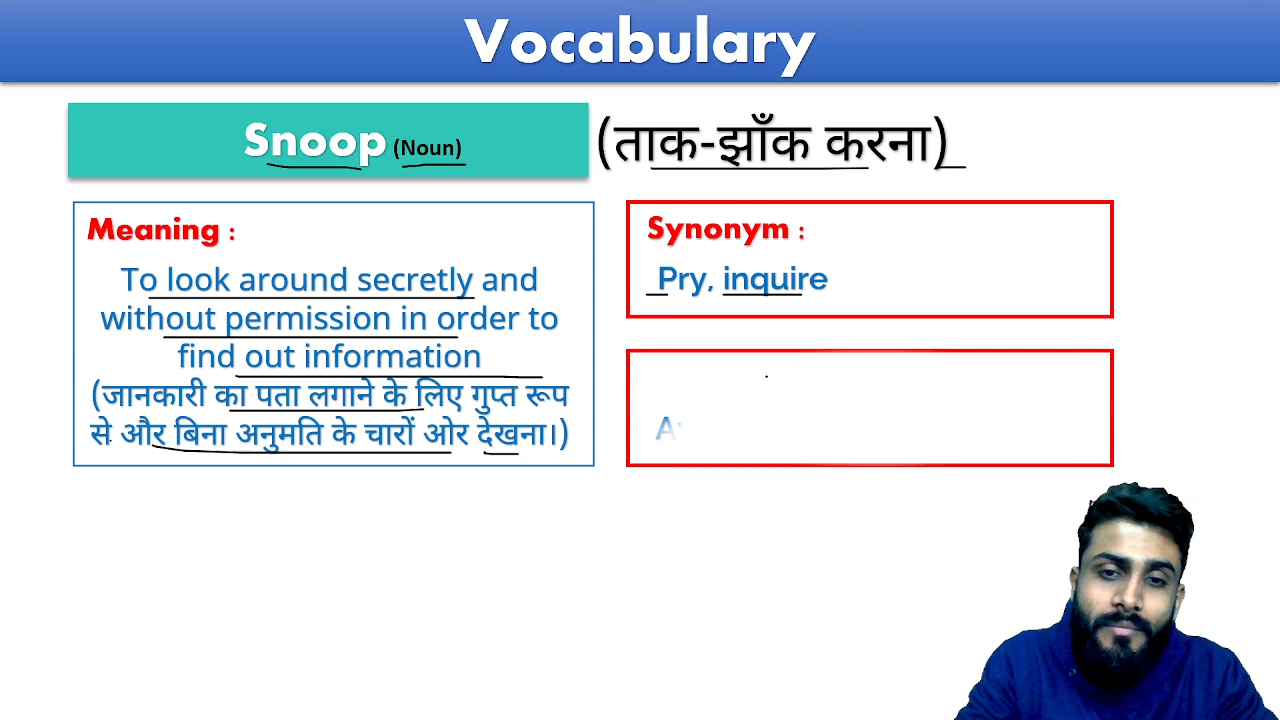 Vocabulary
Snoop (Noun)
(ताक-झाँक करना)
Meaning :
To look around secretly and
without permission in order to
find out information
(जानकारी का पता लगाने के लिए गुप्त रूप
से और बिना अनुमति के चारों ओर देखना।)
Synonym :
Pry, inquire